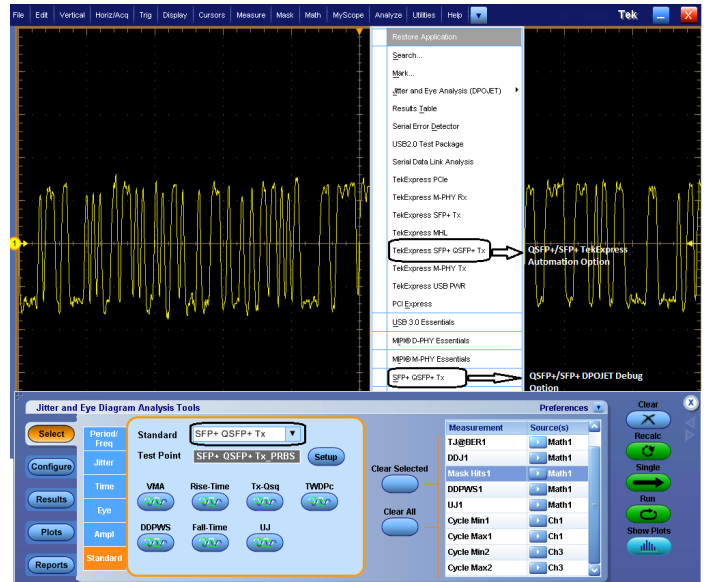 File Edit Vertical Horiz/Acq Trig Display Cursors Measure Mask Math MyScope Analyze Utilities Help Tek X
Restore Application
Search...
Mark...
Jitter and Eye Analysis (DPOJET)
Results Table
Serial Error Detector
USB2.0 Test Package
Serial Data Link Analysis
TekExpress PCIe
TekExpress M-PHY Rx
TekExpress SFP+ Tx
TekExpress MHL
TekExpress SFP+ QSFP+ Tx
QSFP+/SFP+ TekExpress
Automation Option
TekExpress M-PHY Tx
TekExpress USB PWR
PCI Express
USB 3.0 Essentials
MIPI® D-PHY Essentials
MIPI® M-PHY Essentials
SFP+ QSFP+ Tx
QSFP+/SFP+ DPOJET Debug
Option
1
Jitter and Eye Diagram Analysis Tools
Preferences
Clear
X
Select
Configure
Results
Plots
Reports
Period/
Freq
Jitter
Time
Eye
Ampl
Standard
Standard SFP+ QSFP+ Tx
Test Point SFP+ QSFP+ Tx_PRBS Setup
VMA Rise-Time Tx-Qsq TWDPc
DDPWS Fall-Time UJ
Clear Selected
Clear All
Measurement Source(s)
TJ@BER1 Math1
DDJ1 Math1
Mask Hits1 Math1
DDPWS1 Math1
UJ1 Math1
Cycle Min1 Ch1
Cycle Max1 Ch1
Cycle Min2 Ch3
Cycle Max2 Ch3
Recalc
Single
Run
Show Plots